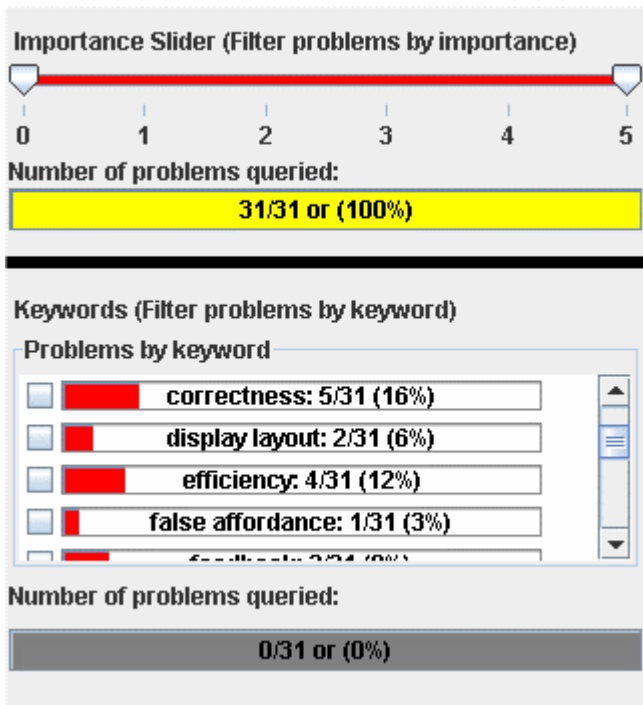 Importance Slider (Filter problems by importance)
0 1 2 3 4 5
Number of problems queried:
31/31 or (100%)
Keywords (Filter problems by keyword)
Problems by keyword
correctness: 5/31 (16%)
display layout: 2/31 (6%)
efficiency: 4/31 (12%)
false affordance: 1/31 (3%)
Number of problems queried:
0/31 or (0%)